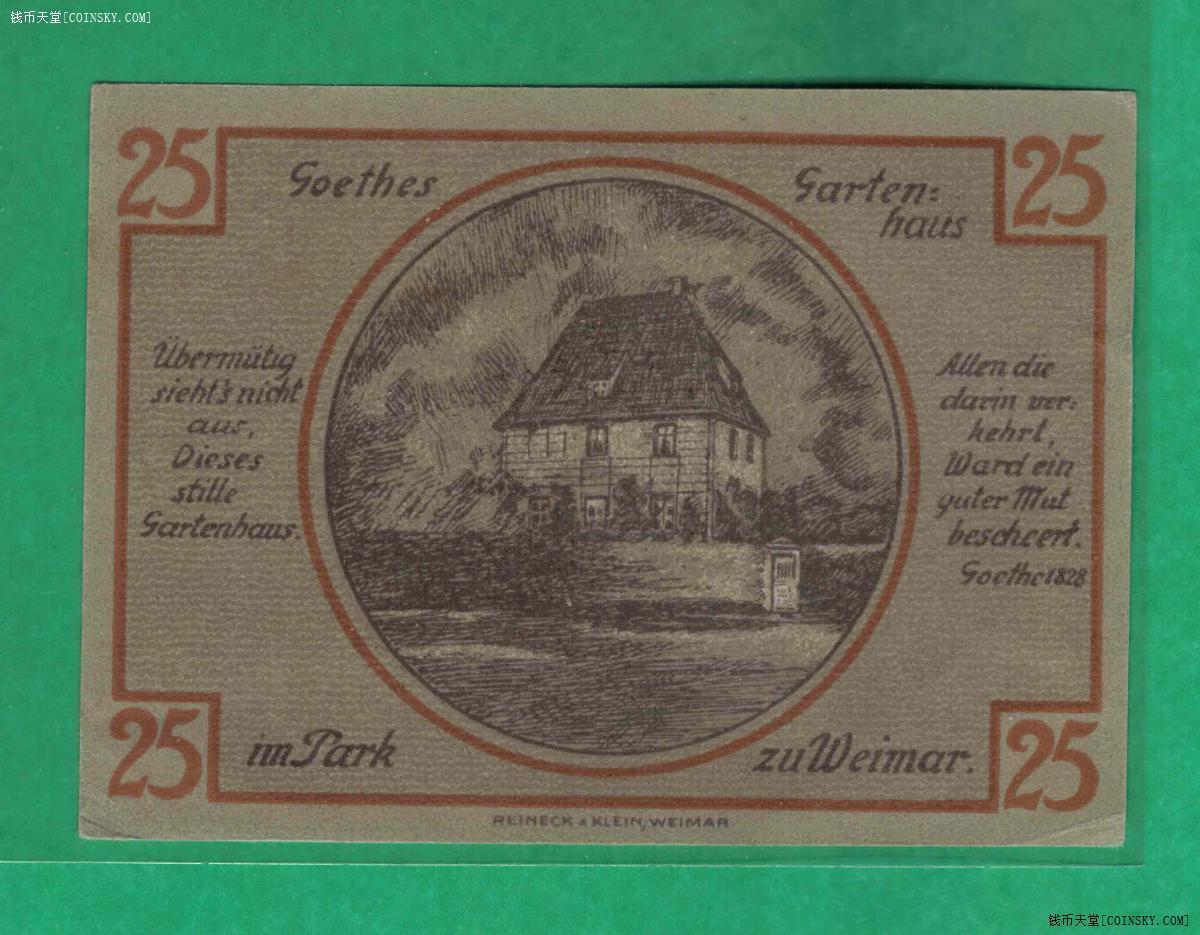 钱币天堂[COINSKY.COM]
25
Goethes
Garten=
haus
25
Übermütig
sieht's nicht
aus,
Dieses
stille
Gartenhaus.
Allen die
darin ver=
kehrt,
Ward ein
guter Mut
bescheert.
Goethe 1828
25
im Park
zu Weimar.
25
REINECK & KLEIN, WEIMAR
钱币天堂[COINSKY.COM]